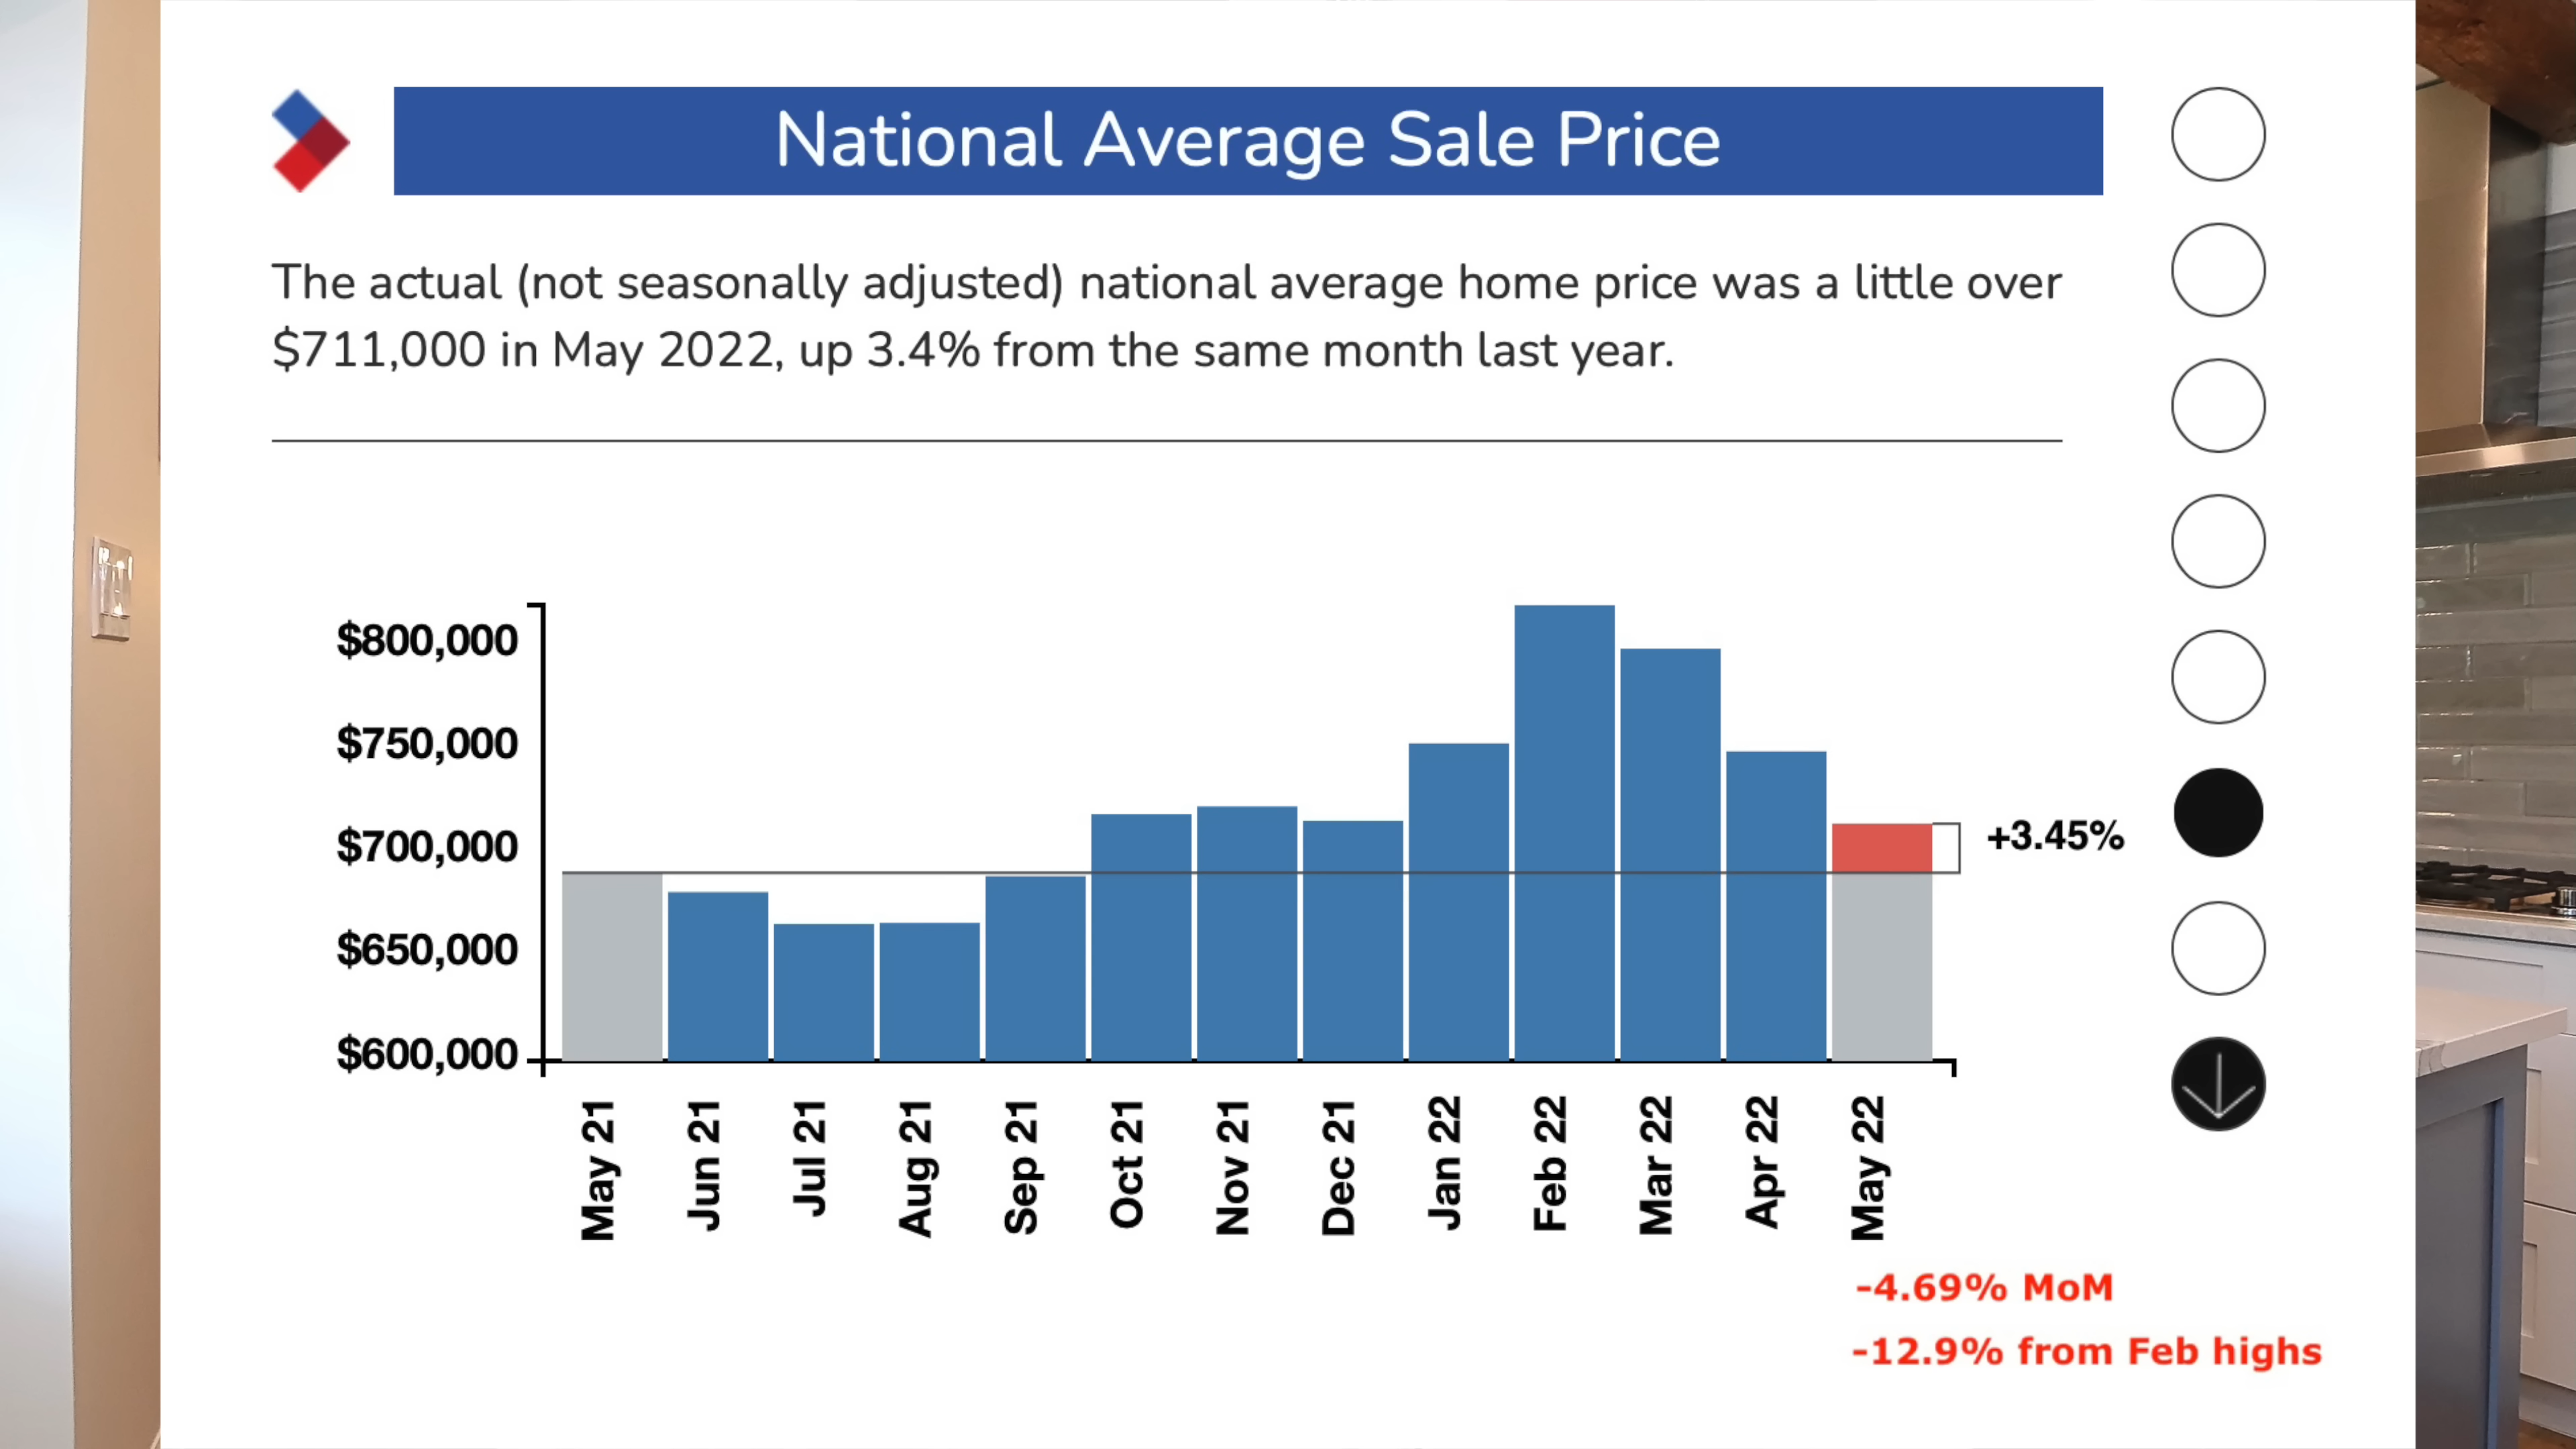 National Average Sale Price
The actual (not seasonally adjusted) national average home price was a little over
$711,000 in May 2022, up 3.4% from the same month last year.
$800,000
$750,000
$700,000
$650,000
$600,000
+3.45%
May 21
Jun 21
Jul 21
Aug 21
Sep 21
Oct 21
Nov 21
Dec 21
Jan 22
Feb 22
Mar 22
Apr 22
May 22
-4.69% MoM
-12.9% from Feb highs